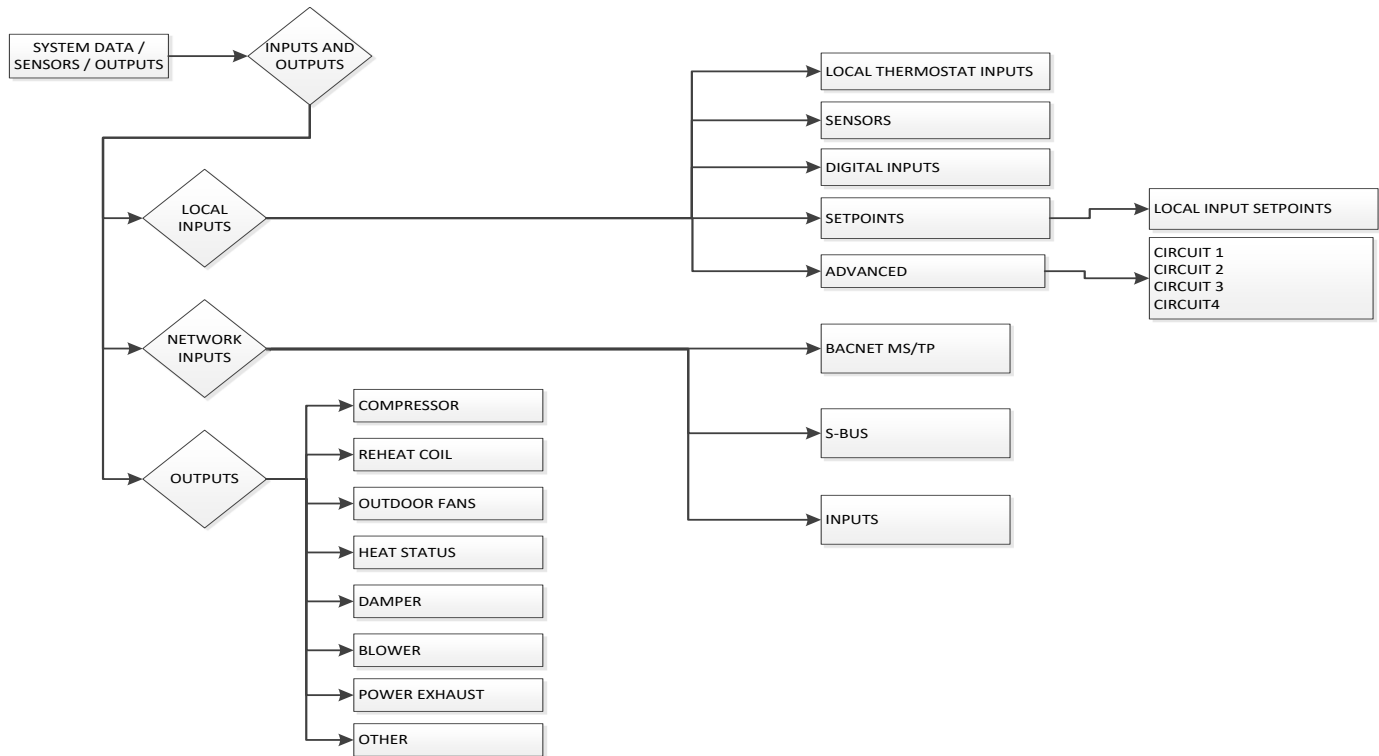 SYSTEM DATA /
SENSORS / OUTPUTS
INPUTS AND
OUTPUTS
LOCAL THERMOSTAT INPUTS
SENSORS
DIGITAL INPUTS
LOCAL
INPUTS
SETPOINTS
LOCAL INPUT SETPOINTS
ADVANCED
CIRCUIT 1
CIRCUIT 2
CIRCUIT 3
CIRCUIT4
NETWORK
INPUTS
BACNET MS/TP
S-BUS
INPUTS
OUTPUTS
COMPRESSOR
REHEAT COIL
OUTDOOR FANS
HEAT STATUS
DAMPER
BLOWER
POWER EXHAUST
OTHER